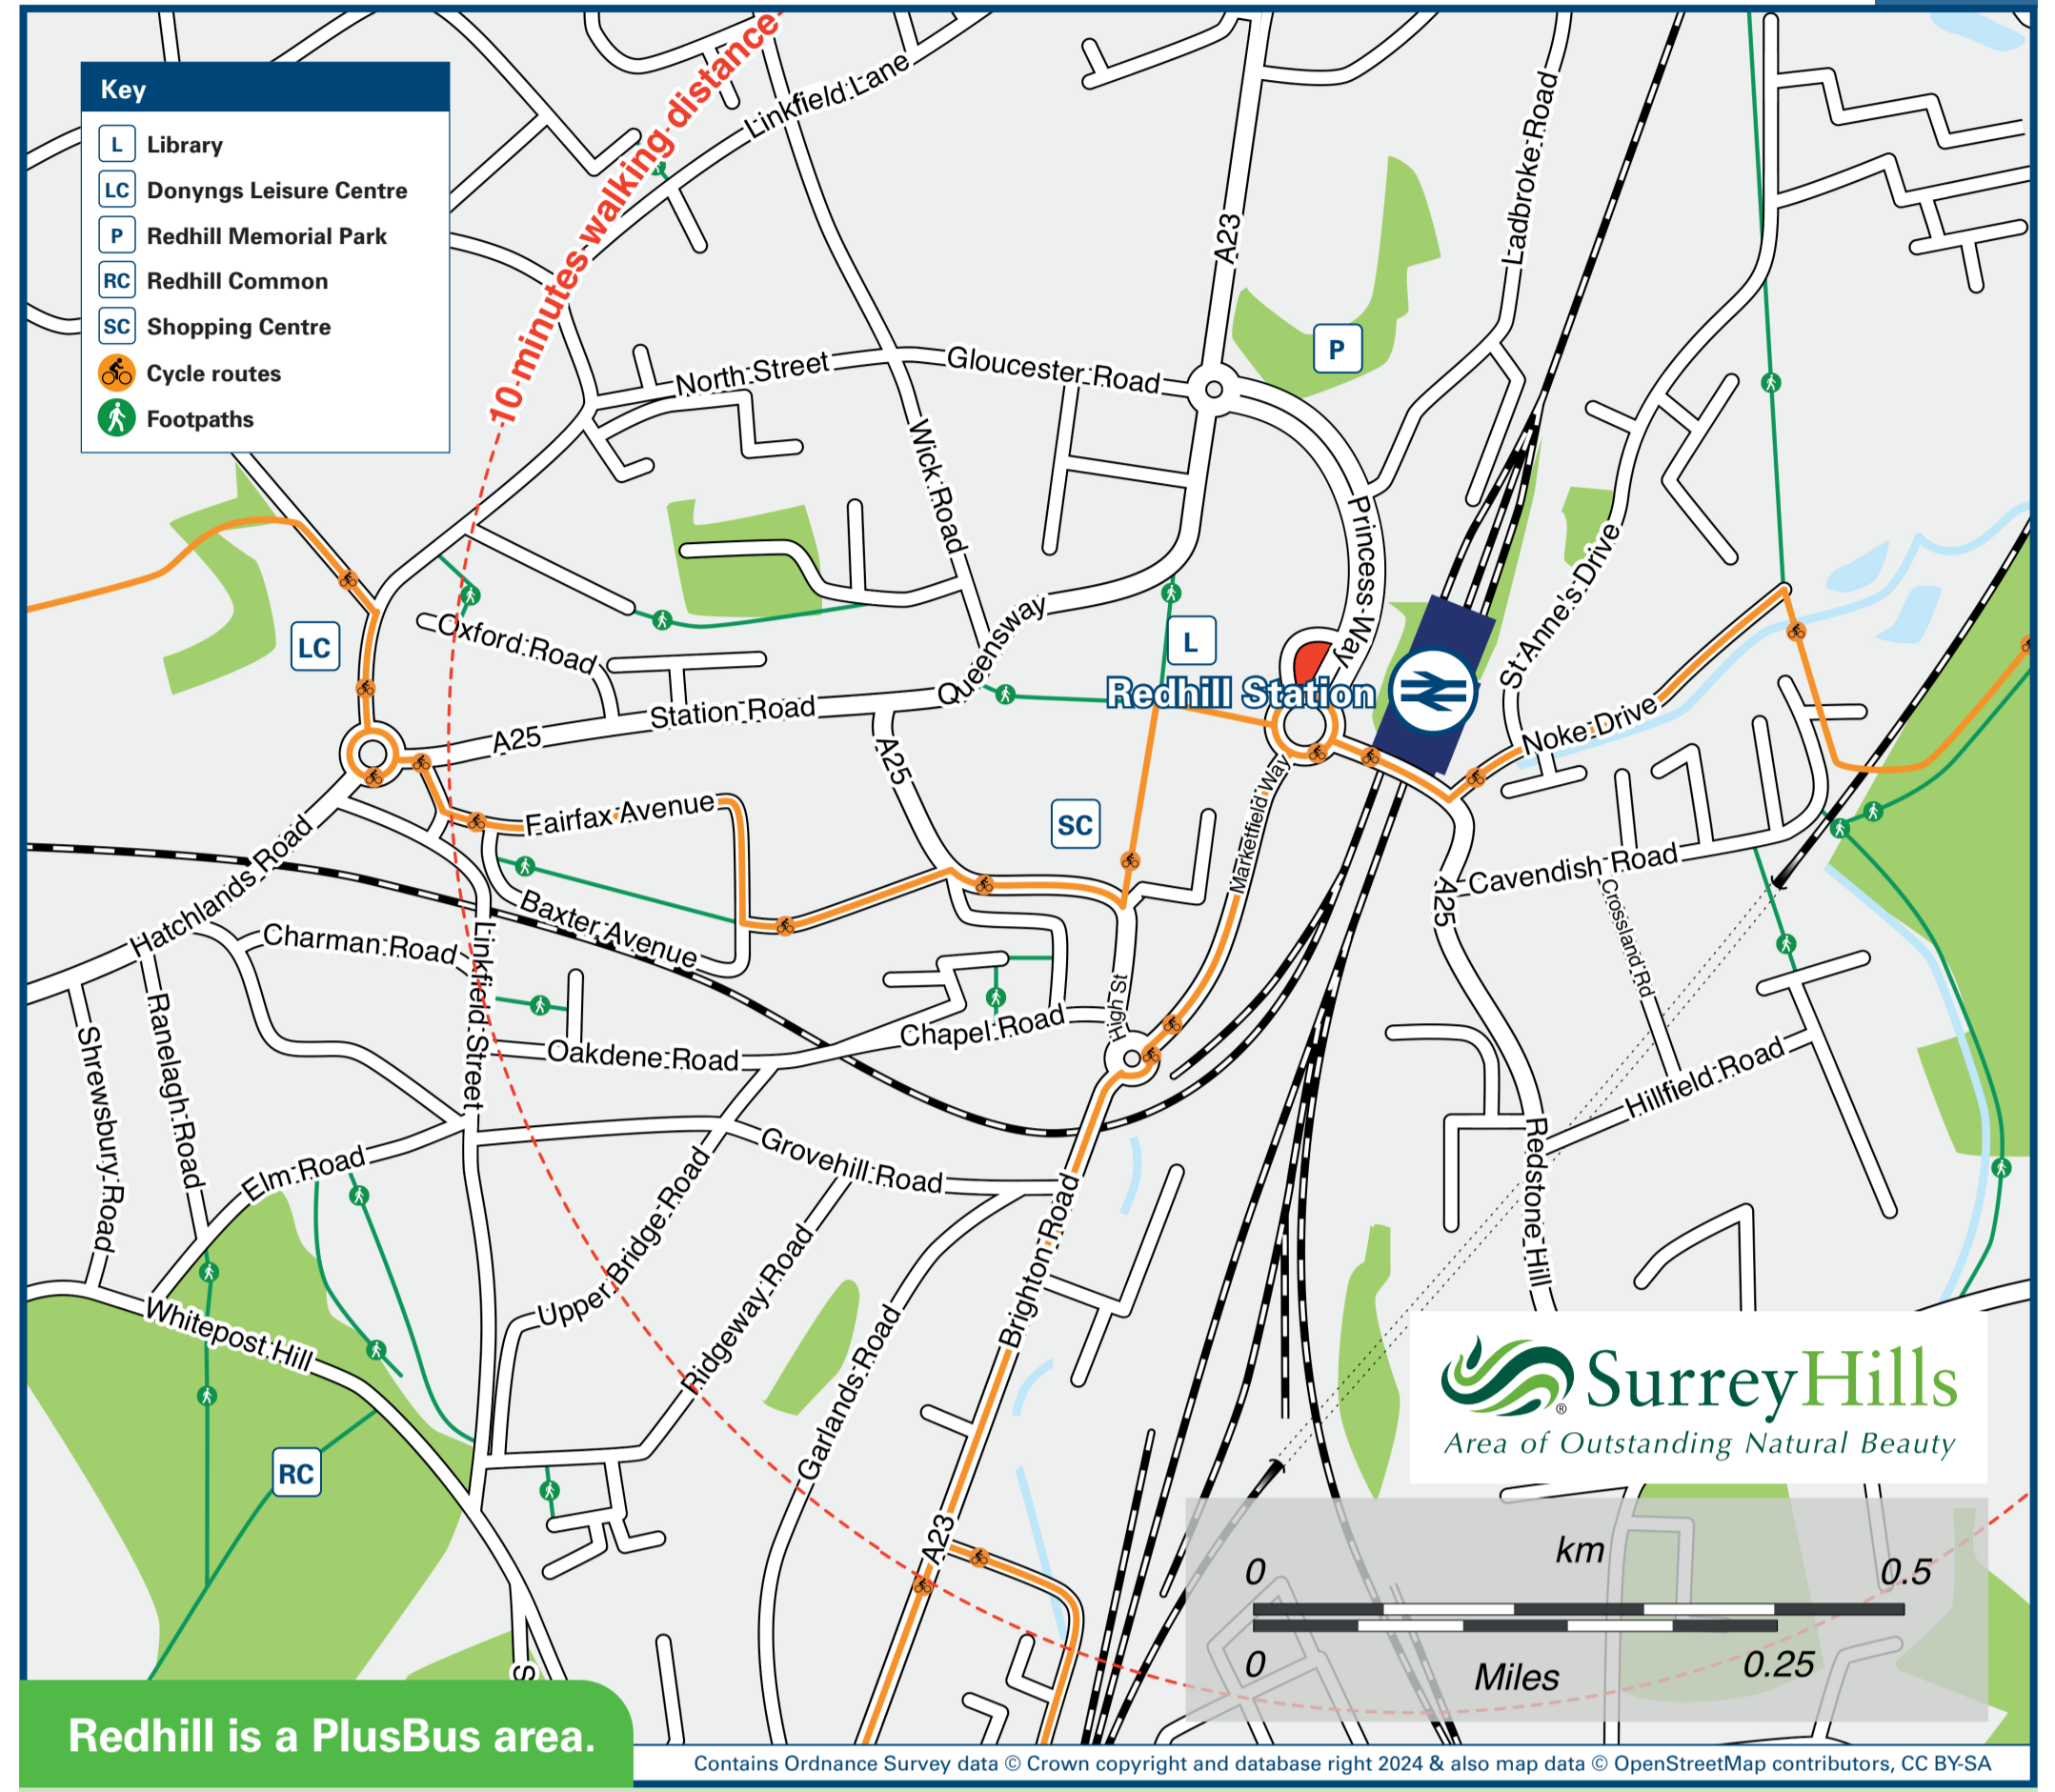 Key
L Library
LC Donyngs Leisure Centre
P Redhill Memorial Park
RC Redhill Common
SC Shopping Centre
Cycle routes
Footpaths
10 minutes walking distance
Linkfield Lane
A23
Ladbroke Road
P
North Street
Gloucester Road
Wick Road
Princess Way
St Anne's Drive
LC
Oxford Road
Queensway
L
Redhill Station
Station Road
A25
A25
Noke Drive
Fairfax Avenue
SC
Marketfield Way
Hatchlands Road
Baxter Avenue
Cavendish Road
A25
Crossland Rd
Charman Road
Linkfield Street
High St
Chapel Road
Oakdene Road
Shrewsbury Road
Ranelagh Road
Hillfield Road
Elm Road
Grovehill Road
Redstone Hill
Upper Bridge Road
Ridgeway Road
Brighton Road
Whitepost Hill
Garlands Road
RC
SurreyHills
®
Area of Outstanding Natural Beauty
A23
km
0 0.5
0 0.25
Miles
S
Redhill is a PlusBus area.
Contains Ordnance Survey data © Crown copyright and database right 2024 & also map data © OpenStreetMap contributors, CC BY-SA